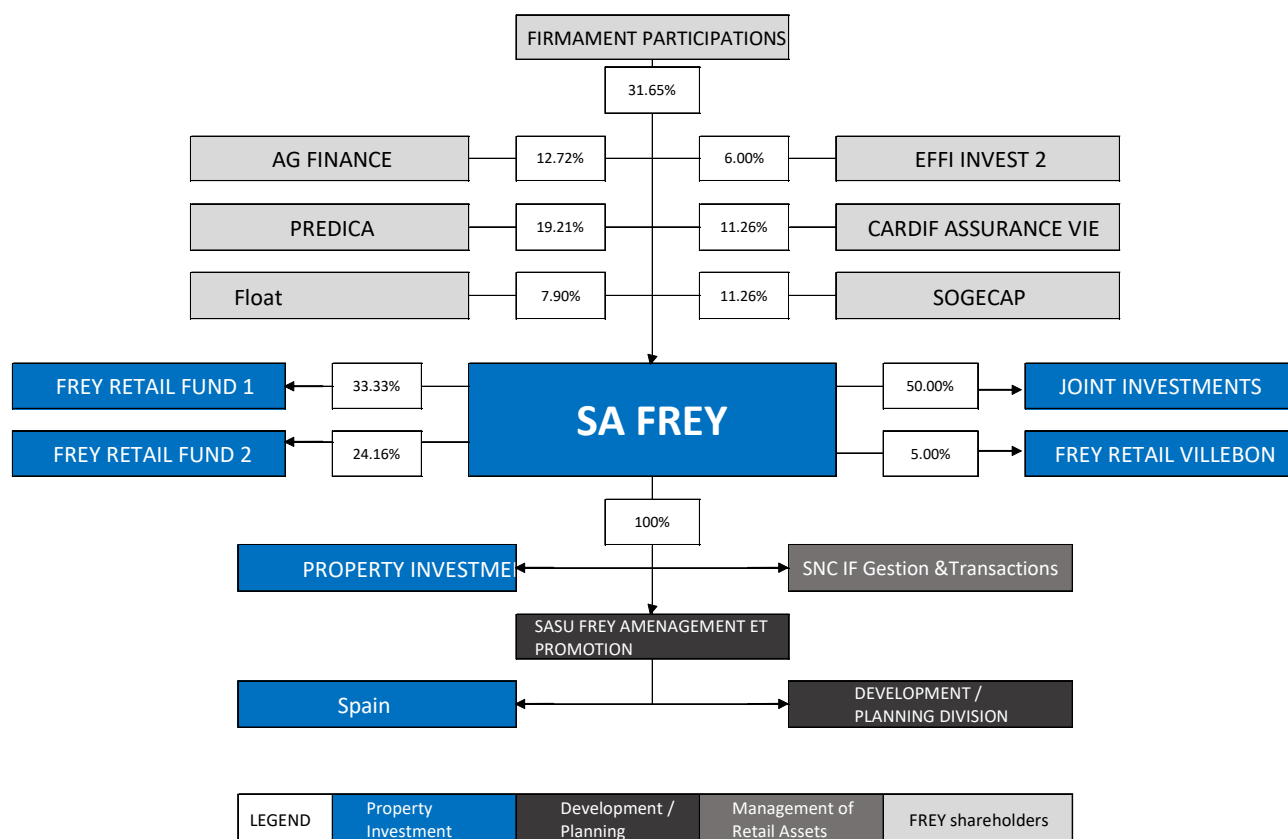 FIRMAMENT PARTICIPATIONS
31.65%
AG FINANCE 12.72% 6.00% EFFI INVEST 2
PREDICA 19.21% 11.26% CARDIF ASSURANCE VIE
Float 7.90% 11.26% SOGECAP
FREY RETAIL FUND 1 33.33% 50.00% JOINT INVESTMENTS
SA FREY
FREY RETAIL FUND 2 24.16% 5.00% FREY RETAIL VILLEBON
100%
PROPERTY INVESTME SNC IF Gestion &Transactions
SASU FREY AMENAGEMENT ET
PROMOTION
Spain
DEVELOPMENT /
PLANNING DIVISION
LEGEND
Property
Investment
Development /
Planning
Management of
Retail Assets
FREY shareholders